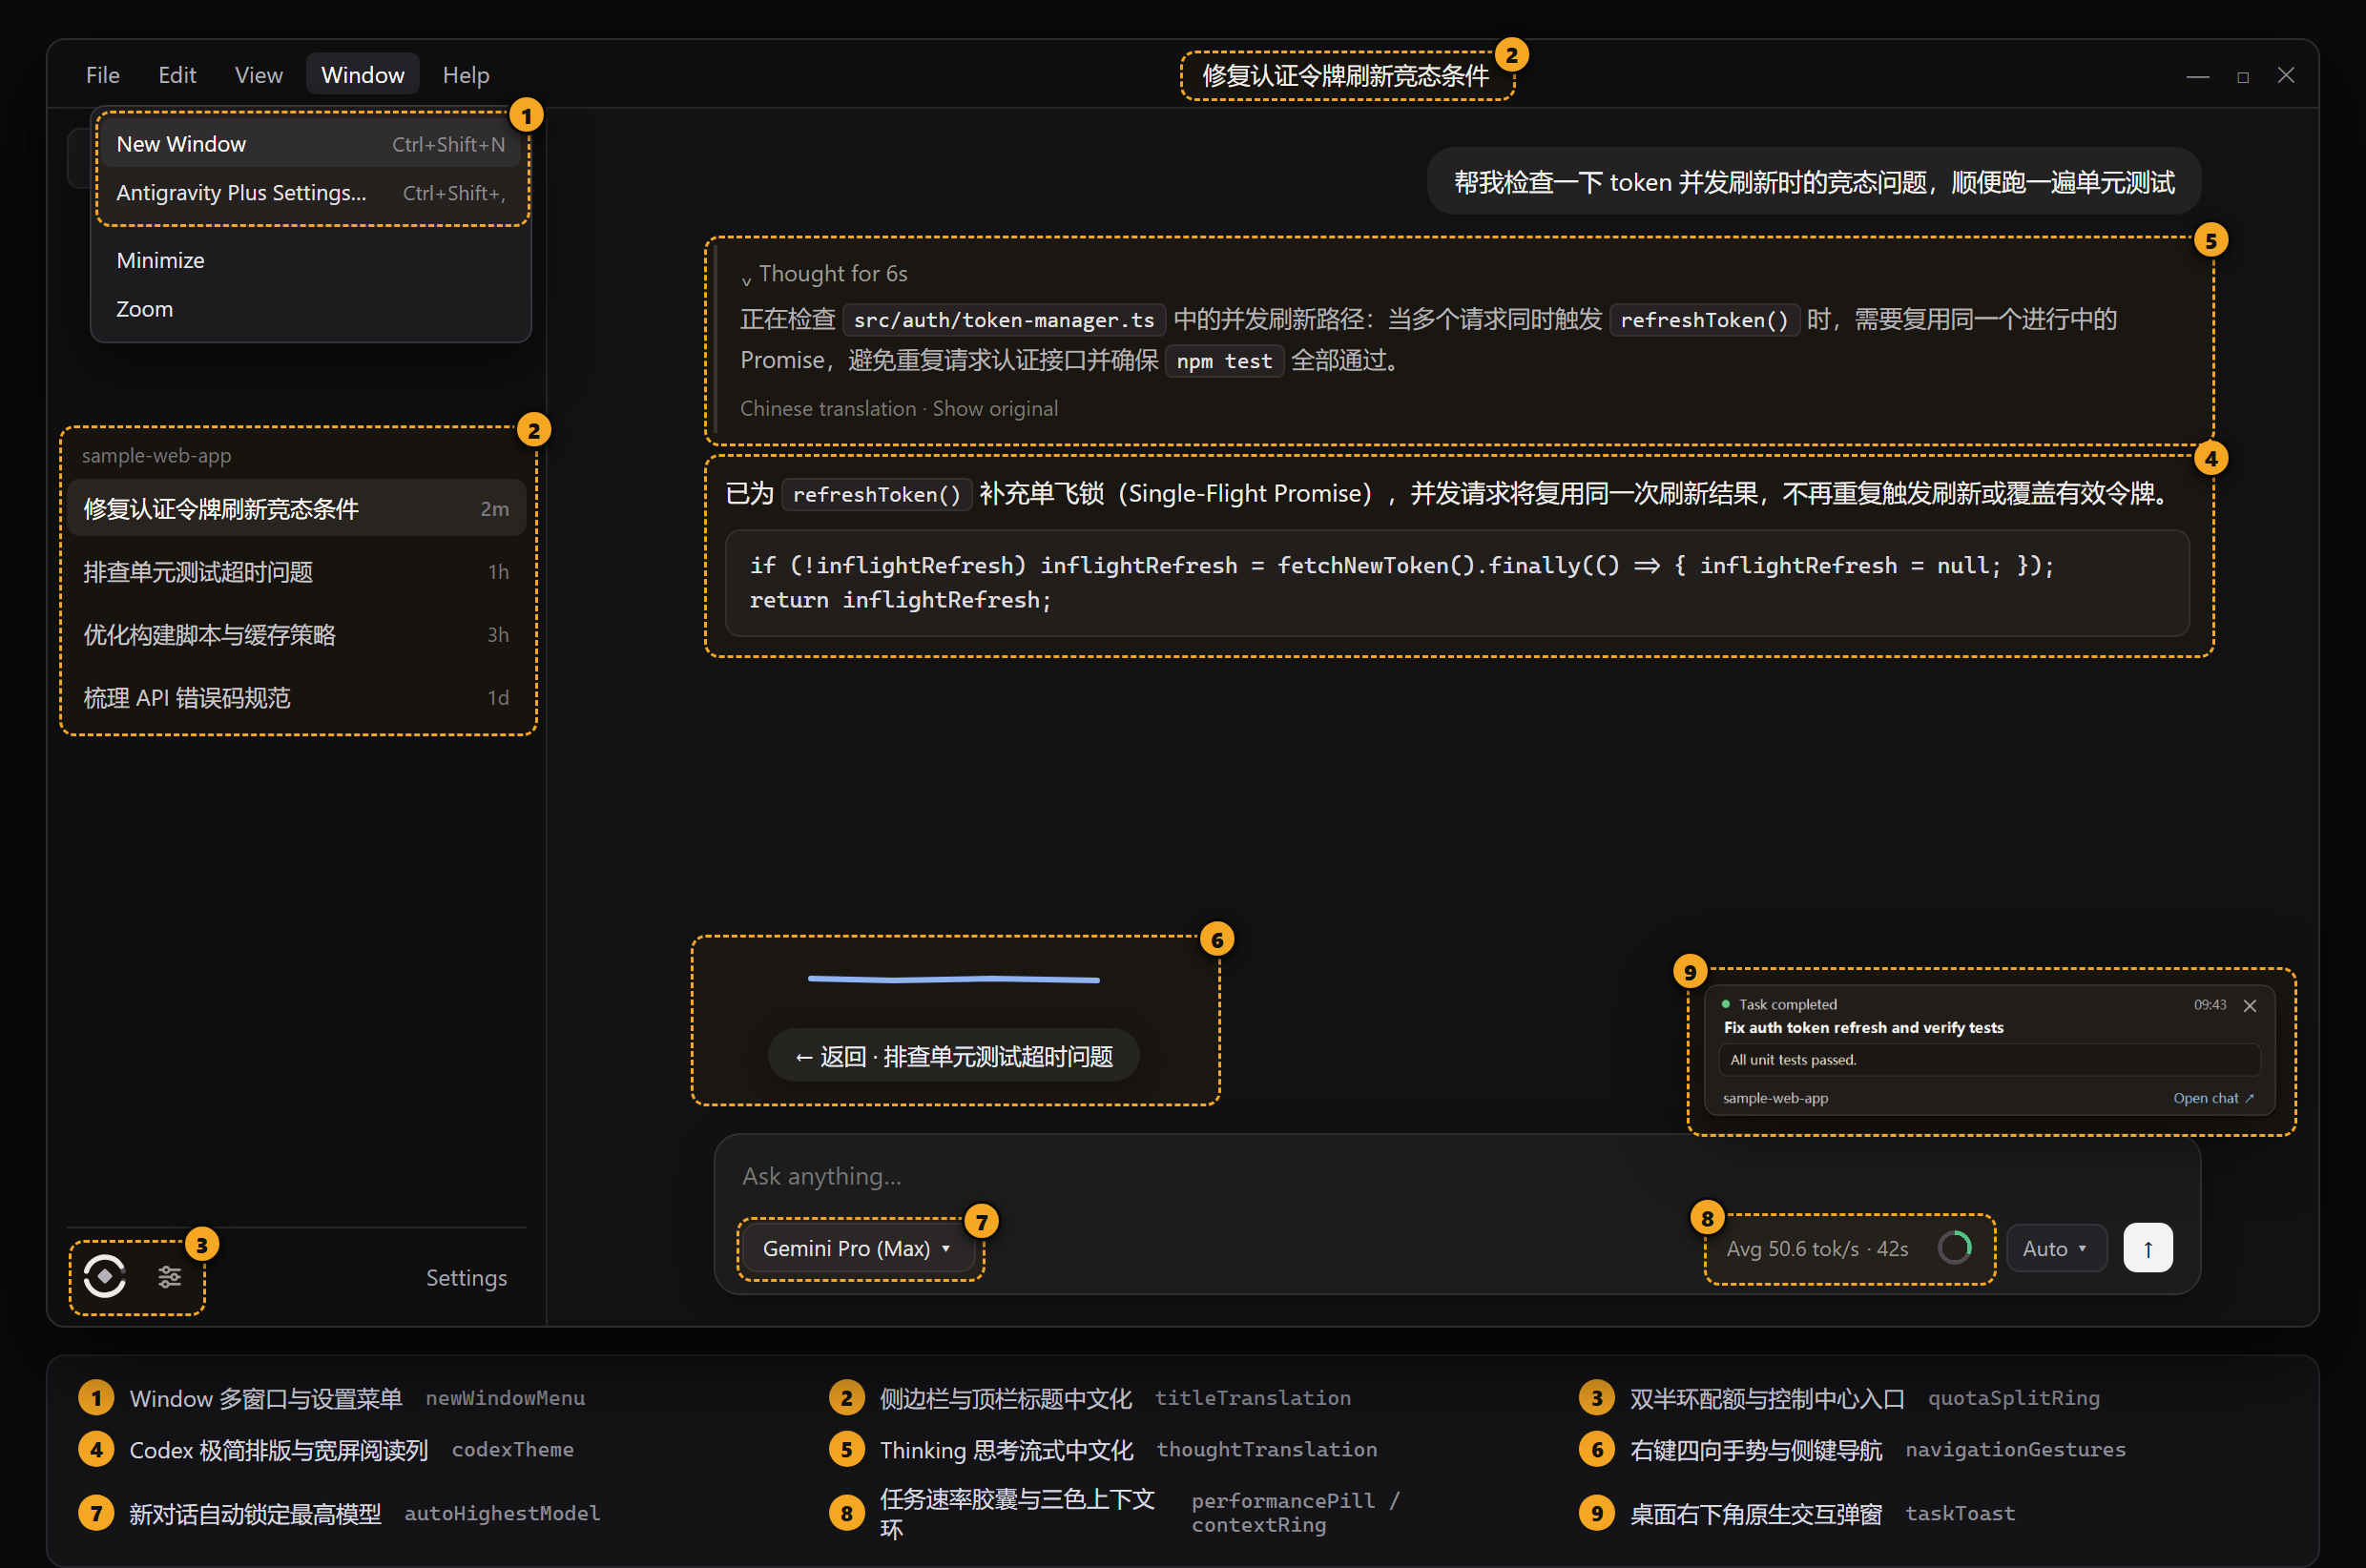 File Edit View Window Help
修复认证令牌刷新竞态条件
2
1
New Window Ctrl+Shift+N
Antigravity Plus Settings... Ctrl+Shift+,
Minimize
Zoom
2
sample-web-app
修复认证令牌刷新竞态条件 2m
排查单元测试超时问题 1h
优化构建脚本与缓存策略 3h
梳理 API 错误码规范 1d
3
Settings
帮我检查一下 token 并发刷新时的竞态问题，顺便跑一遍单元测试
5
Thought for 6s
正在检查 src/auth/token-manager.ts 中的并发刷新路径：当多个请求同时触发 refreshToken() 时，需要复用同一个进行中的
Promise，避免重复请求认证接口并确保 npm test 全部通过。
Chinese translation · Show original
4
已为 refreshToken() 补充单飞锁（Single-Flight Promise），并发请求将复用同一次刷新结果，不再重复触发刷新或覆盖有效令牌。
if (!inflightRefresh) inflightRefresh = fetchNewToken().finally(() => { inflightRefresh = null; });
return inflightRefresh;
6
← 返回 · 排查单元测试超时问题
9
Task completed 09:43
Fix auth token refresh and verify tests
All unit tests passed.
sample-web-app Open chat ↗
Ask anything...
7
Gemini Pro (Max)
8
Avg 50.6 tok/s · 42s
Auto
↑
1 Window 多窗口与设置菜单 newWindowMenu
2 侧边栏与顶栏标题中文化 titleTranslation
3 双半环配额与控制中心入口 quotaSplitRing
4 Codex 极简排版与宽屏阅读列 codexTheme
5 Thinking 思考流式中文化 thoughtTranslation
6 右键四向手势与侧键导航 navigationGestures
7 新对话自动锁定最高模型 autoHighestModel
8 任务速率胶囊与三色上下文
环
performancePill /
contextRing
9 桌面右下角原生交互弹窗 taskToast